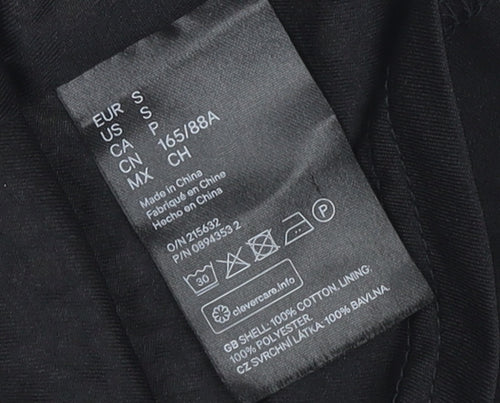 EUR S
US S
CA P
CN 165/88A
MX CH
Made in China
Fabriqué en Chine
Hecho en China
O/N 215632
P/N 0894353 2
30 P
clevercare.info
GB SHELL: 100% COTTON. LINING:
100% POLYESTER.
CZ SVRCHNÍ LÁTKA: 100% BAVLNA.